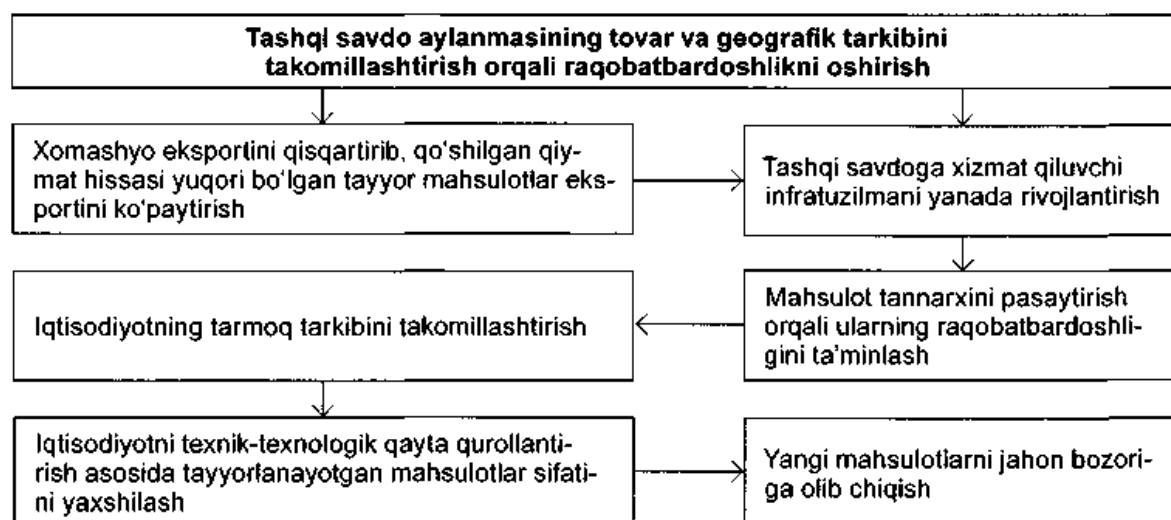 Tashqi savdo aylanmasining tovar va geografik tarkibini
takomillashtirish orqali raqobatbardoshlikni oshirish
Xomashyo eksportini qisqartirib, qo‘shilgan qiy-
mat hissasi yuqori bo‘lgan tayyor mahsulotlar eks-
portini ko‘paytirish
Tashqi savdoga xizmat qiluvchi
infratuzilmani yanada rivojlantirish
Iqtisodiyotning tarmoq tarkibini takomillashtirish
Mahsulot tannarxini pasaytirish
orqali ularning raqobatbardoshli-
gini ta’minlash
Iqtisodiyotni texnik-texnologik qayta qurollanti-
rish asosida tayyorlanayotgan mahsulotlar sifati-
ni yaxshilash
Yangi mahsulotlarni jahon bozori-
ga olib chiqish